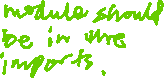 module should
be in the
imports.